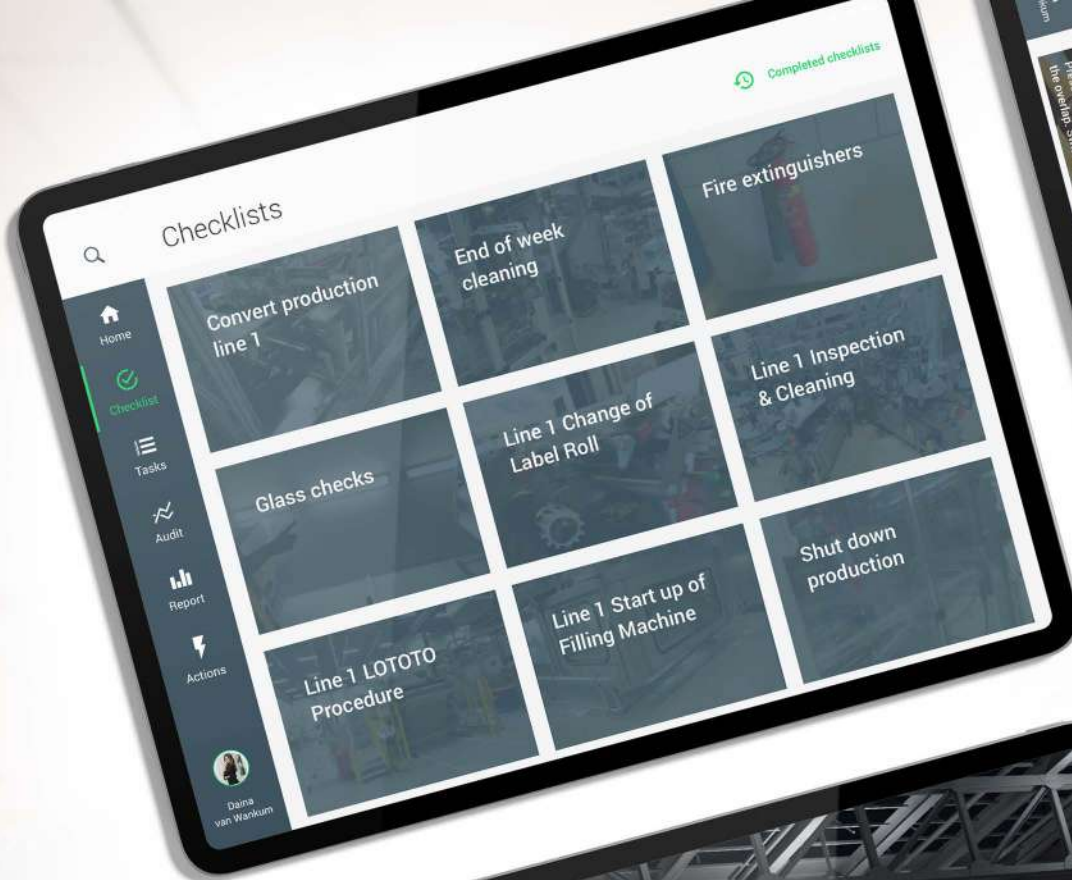 Completed checklists
Checklists
Home
Checklist
Tasks
Audit
Report
Actions
Daina
van Wankum
Convert production
line 1
End of week
cleaning
Fire extinguishers
Glass checks
Line 1 Change of
Label Roll
Line 1 Inspection
& Cleaning
Line 1 LOTOTO
Procedure
Line 1 Start up of
Filling Machine
Shut down
production
the overlap.